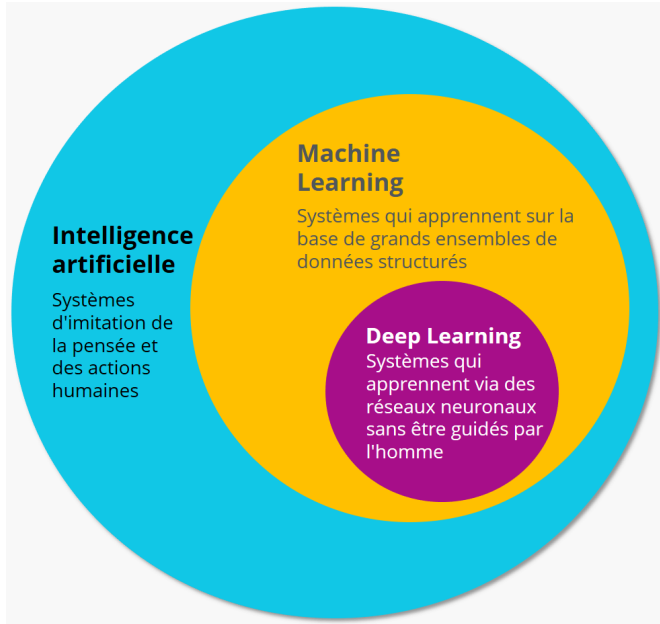 Machine
Learning
Systèmes qui apprennent sur la
base de grands ensembles de
données structurés
Intelligence
artificielle
Systèmes
d'imitation de
la pensée et
des actions
humaines
Deep Learning
Systèmes qui
apprennent via des
réseaux neuronaux
sans être guidés par
l'homme